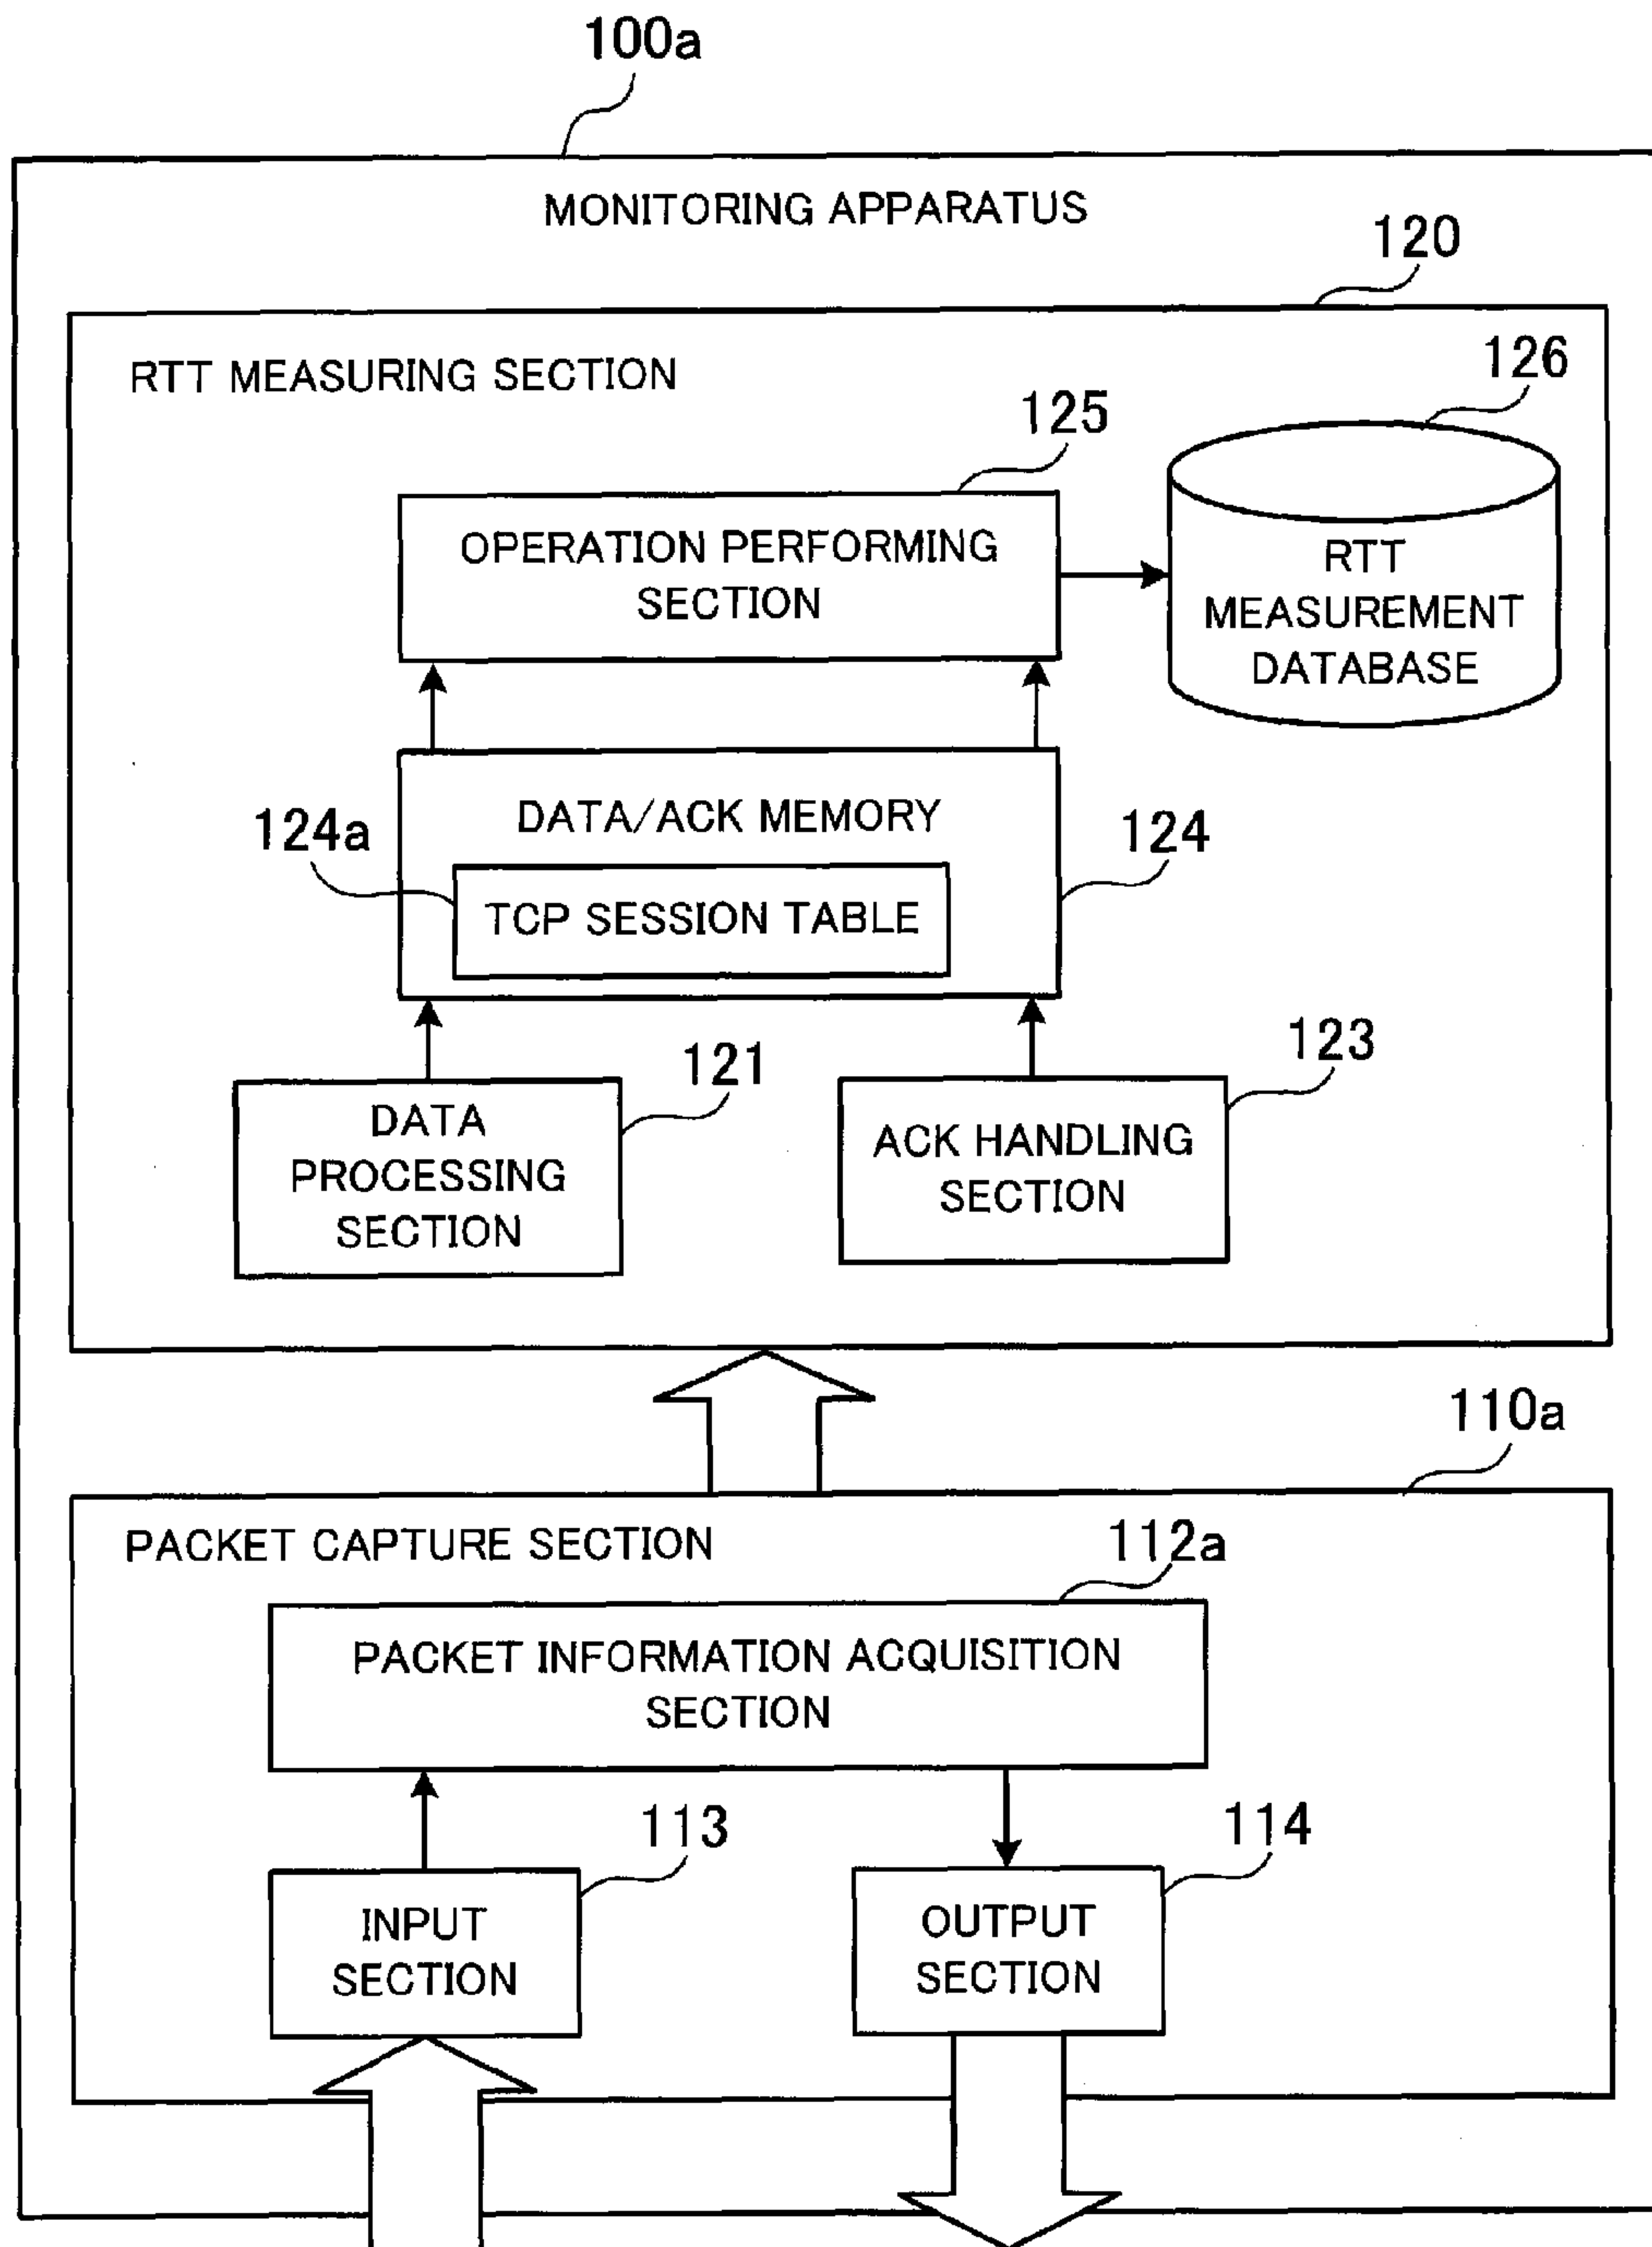 100a
MONITORING APPARATUS
120
RTT MEASURING SECTION
126
125
OPERATION PERFORMING
SECTION
RTT
MEASUREMENT
DATABASE
DATA/ACK MEMORY
124a
124
TCP SESSION TABLE
121
123
DATA
PROCESSING
SECTION
ACK HANDLING
SECTION
110a
PACKET CAPTURE SECTION
112a
PACKET INFORMATION ACQUISITION
SECTION
113
114
INPUT
SECTION
OUTPUT
SECTION